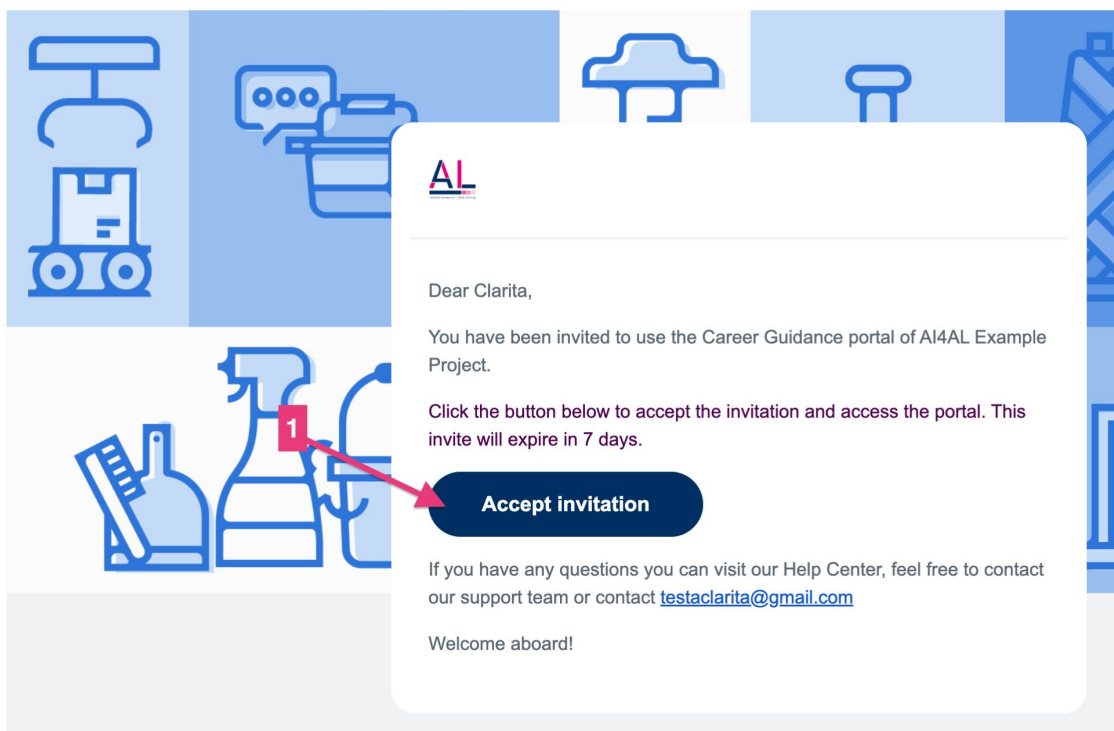 AL
Dear Clarita,
You have been invited to use the Career Guidance portal of AI4AL Example
Project.
Click the button below to accept the invitation and access the portal. This
invite will expire in 7 days.
1
Accept invitation
If you have any questions you can visit our Help Center, feel free to contact
our support team or contact testaclarita@gmail.com
Welcome aboard!